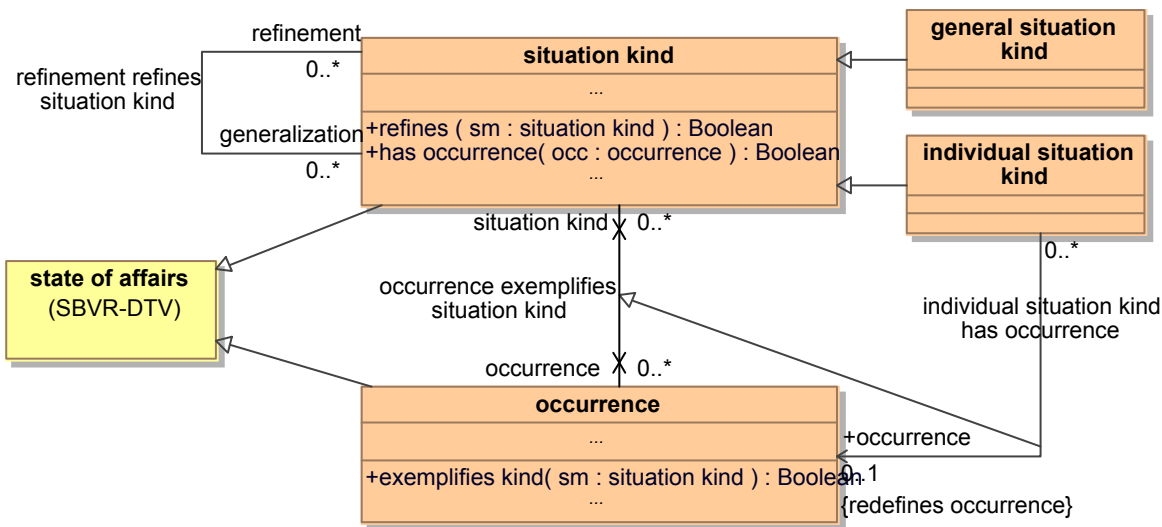 refinement
0..*
refinement refines
situation kind
generalization
0..*
situation kind
...
+refines ( sm : situation kind ) : Boolean
+has occurrence( occ : occurrence ) : Boolean
...
general situation
kind
individual situation
kind
situation kind
0..*
0..*
state of affairs
(SBVR-DTV)
occurrence exemplifies
situation kind
individual situation kind
has occurrence
occurrence
0..*
occurrence
...
+exemplifies kind( sm : situation kind ) : Boolean
...
+occurrence
0..1
{redefines occurrence}